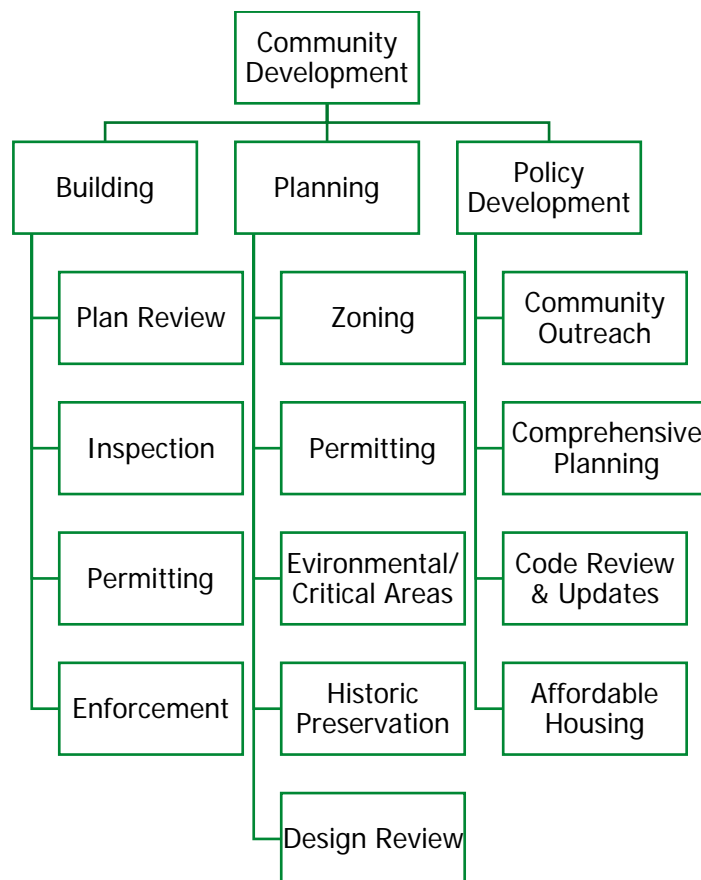 Community
Development
Building
Planning
Policy
Development
Plan Review
Zoning
Community
Outreach
Inspection
Permitting
Comprehensive
Planning
Permitting
Evironmental/
Critical Areas
Code Review
& Updates
Enforcement
Historic
Preservation
Affordable
Housing
Design Review